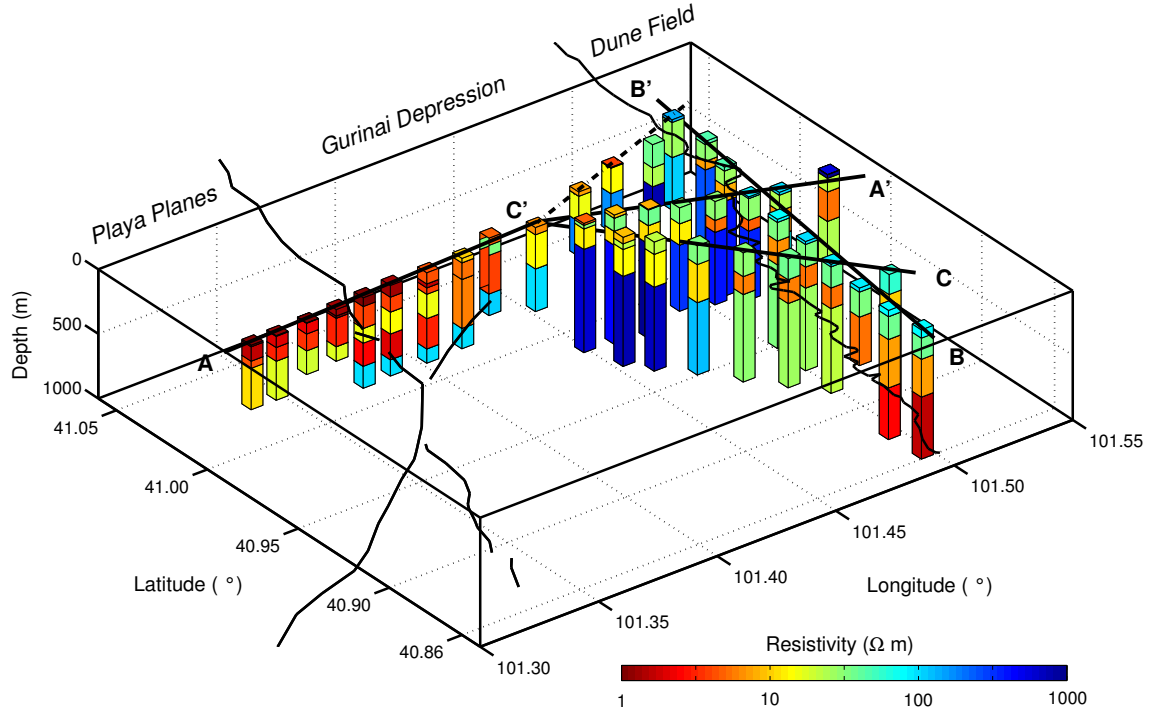 Dune Field
Gurinai Depression
Playa Planes
B’
A’
C’
C
A
B
0
500
1000
Depth (m)
41.05
41.00
40.95
40.90
40.86
Latitude ( °)
101.55
101.50
101.45
101.40
101.35
101.30
Longitude ( °)
Resistivity (Ω m)
1 10 100 1000